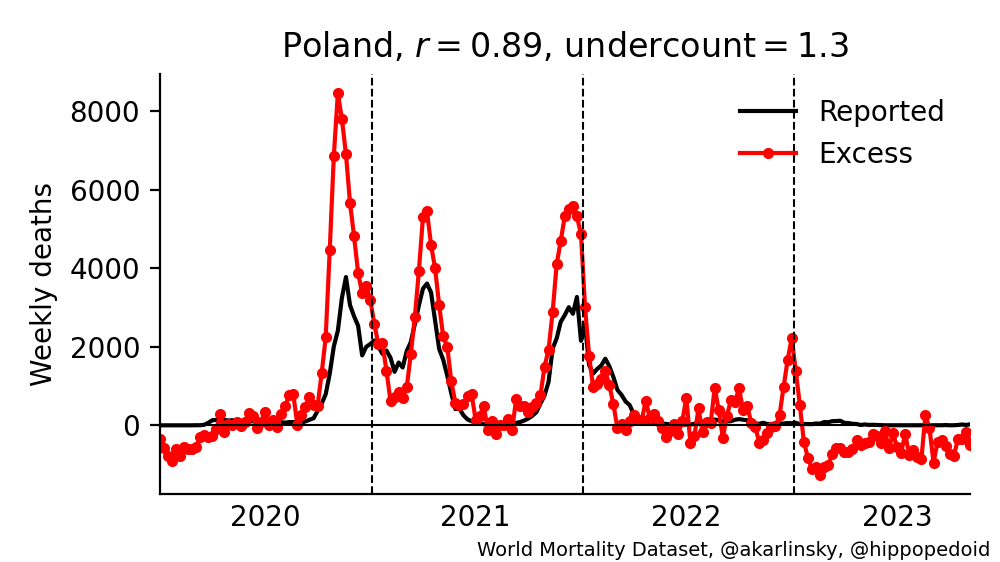 Poland, r = 0.89, undercount = 1.3
Weekly deaths
8000
6000
4000
2000
0
Reported
Excess
2020 2021 2022 2023
World Mortality Dataset, @akarlinsky, @hippopedoid